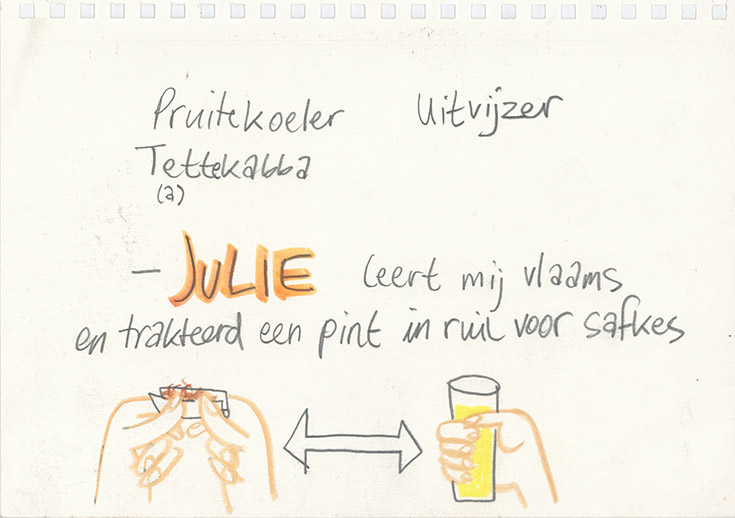 Pruitekoeler Uitvijzer
Tettekabba
(a)
– JULIE leert mij vlaams
en trakteerd een pint in ruil voor safkes